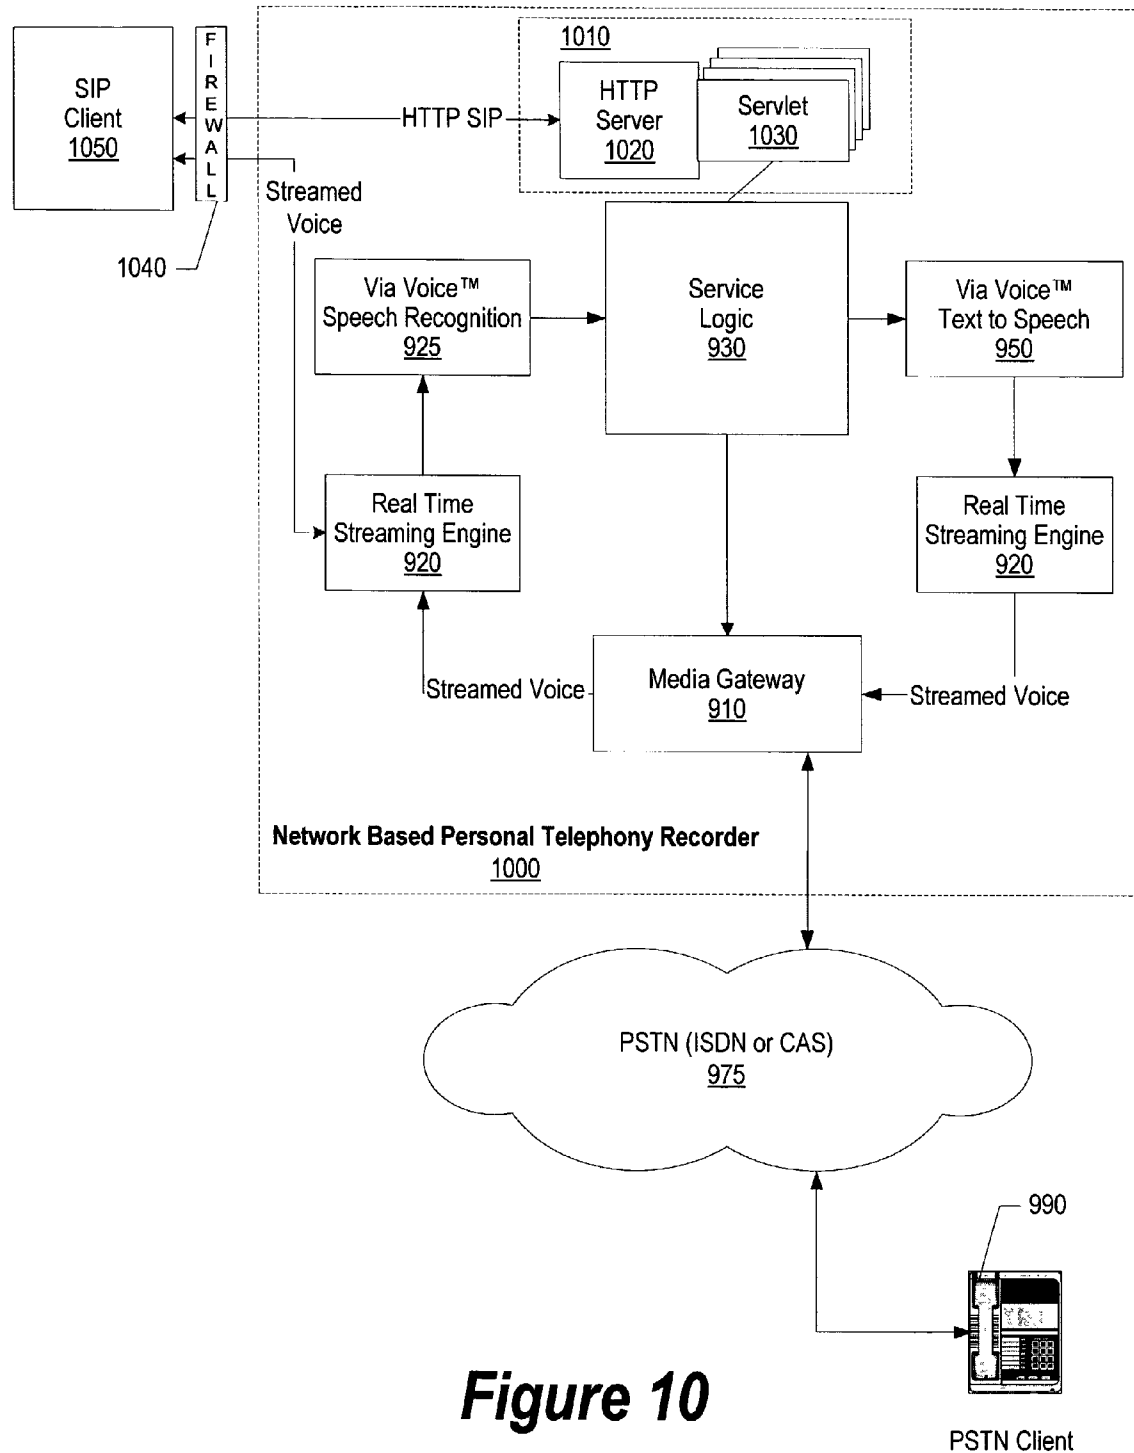 SIP
Client
1050
FIREWALL
1040
HTTP SIP
Streamed
Voice
1010
HTTP
Server
1020
Servlet
1030
Via Voice™
Speech Recognition
925
Service
Logic
930
Via Voice™
Text to Speech
950
Real Time
Streaming Engine
920
Real Time
Streaming Engine
920
Streamed Voice
Media Gateway
910
Streamed Voice
Network Based Personal Telephony Recorder
1000
PSTN (ISDN or CAS)
975
990
PSTN Client
Figure 10